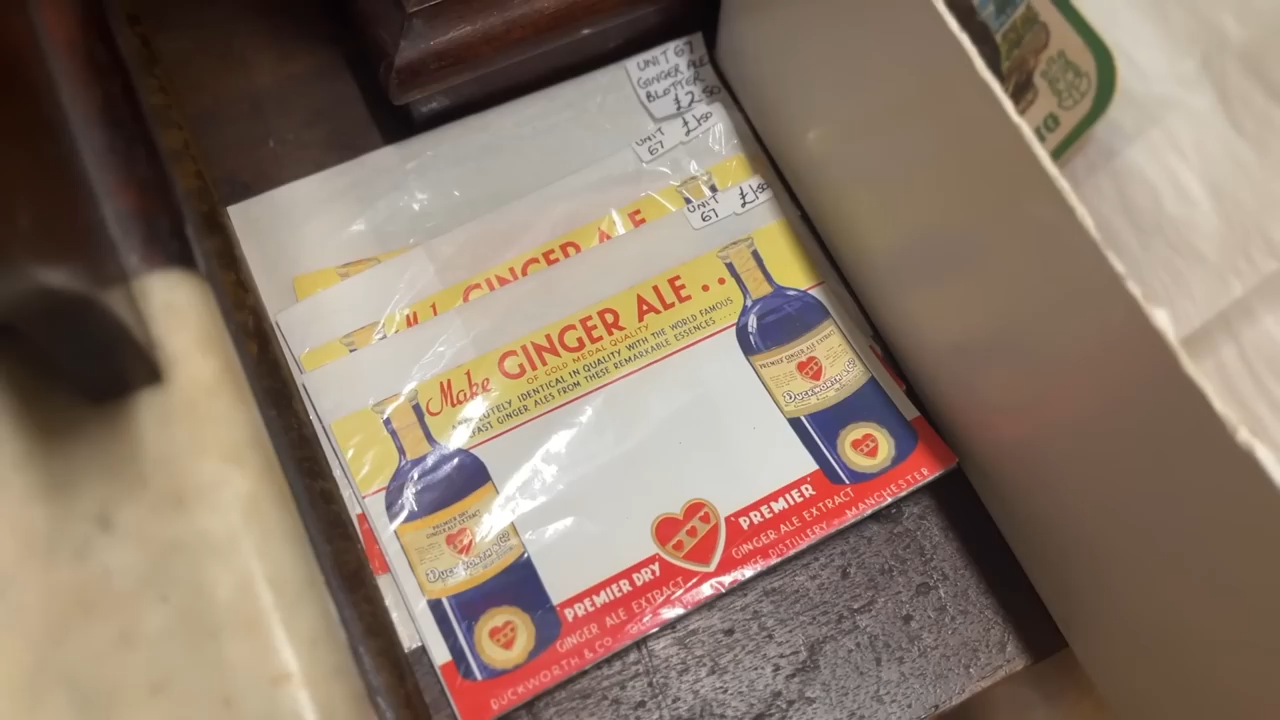 UNIT 67
GINGER ALE
BLOTTER
£2.50
UNIT
67
£1.50
UNIT
67
£1.50
GINGER ALE
Make GINGER ALE ..
OF GOLD MEDAL QUALITY
IDENTICAL IN QUALITY WITH THE WORLD FAMOUS
GINGER ALES FROM THESE REMARKABLE ESSENCES ....
PREMIER GINGER ALE EXTRACT
DUCKWORTH & Co
PREMIER DRY
GINGER ALE EXTRACT
DUCKWORTH & Co
'PREMIER DRY'
GINGER ALE EXTRACT
'PREMIER'
GINGER ALE EXTRACT
DUCKWORTH & CO · OLD DISTILLERY · MANCHESTER